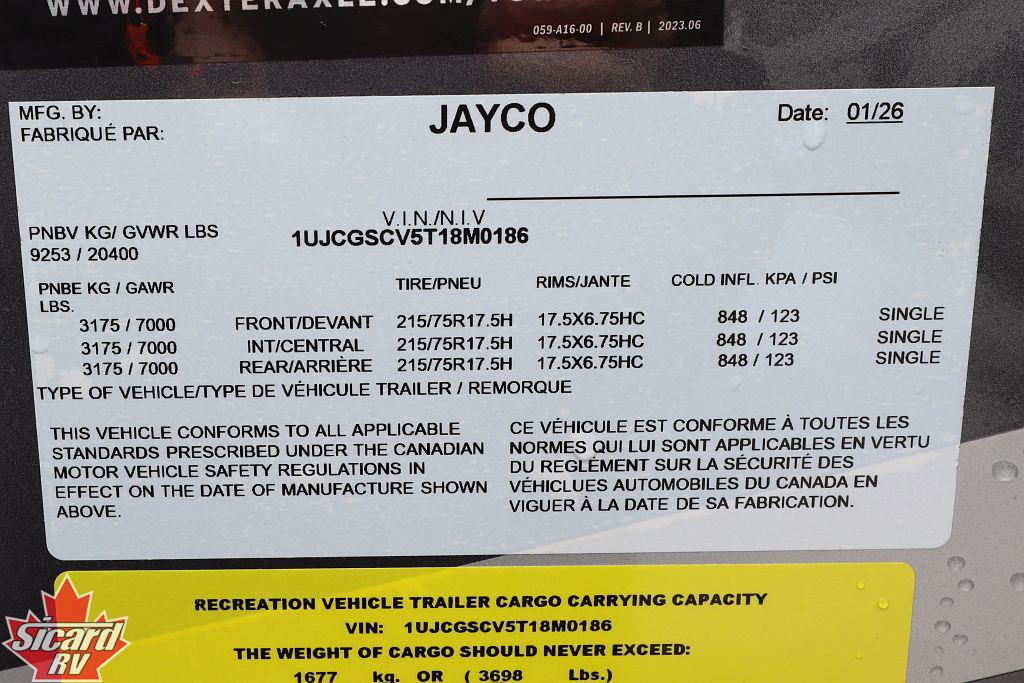 WWW.DEXTERAXLE.COM/
059-A16-00 | REV. B | 2023.06
MFG. BY:
FABRIQUÉ PAR:
JAYCO
Date: 01/26
V.I.N./N.I.V
PNBV KG/ GVWR LBS
1UJCGSCV5T18M0186
9253 / 20400
PNBE KG / GAWR LBS. TIRE/PNEU RIMS/JANTE COLD INFL. KPA / PSI
3175 / 7000 FRONT/DEVANT 215/75R17.5H 17.5X6.75HC 848 / 123 SINGLE
3175 / 7000 INT/CENTRAL 215/75R17.5H 17.5X6.75HC 848 / 123 SINGLE
3175 / 7000 REAR/ARRIÈRE 215/75R17.5H 17.5X6.75HC 848 / 123 SINGLE
TYPE OF VEHICLE/TYPE DE VÉHICULE TRAILER / REMORQUE
THIS VEHICLE CONFORMS TO ALL APPLICABLE
STANDARDS PRESCRIBED UNDER THE CANADIAN
MOTOR VEHICLE SAFETY REGULATIONS IN
EFFECT ON THE DATE OF MANUFACTURE SHOWN
ABOVE.
CE VÉHICULE EST CONFORME À TOUTES LES
NORMES QUI LUI SONT APPLICABLES EN VERTU
DU REGLEMENT SUR LA SÉCURITÉ DES
VÉHICLUES AUTOMOBILES DU CANADA EN
VIGUER À LA DATE DE SA FABRICATION.
RECREATION VEHICLE TRAILER CARGO CARRYING CAPACITY
VIN: 1UJCGSCV5T18M0186
THE WEIGHT OF CARGO SHOULD NEVER EXCEED:
1677 kg. OR ( 3698 Lbs.)
Sicard
RV